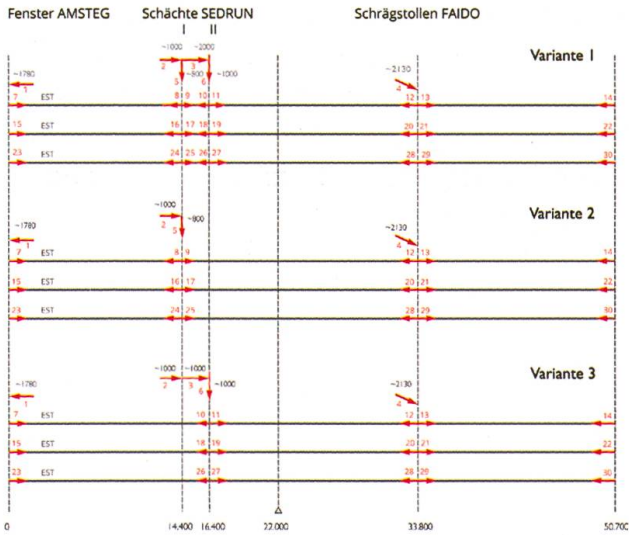 Fenster AMSTEG Schächte SEDRUN Schrägstollen FAIDO
I II
Variante 1
~1000 ~2000
2 3
~1780 5 ~800 6 ~1000 ~2130
1 4
7 EST 8 9 10 11 12 13 14
15 EST 16 17 18 19 20 21 22
23 EST 24 25 26 27 28 29 30
Variante 2
~1000
2 5 ~800
~1780 ~2130
1 4
7 EST 8 9 12 13 14
15 EST 16 17 20 21 22
23 EST 24 25 28 29 30
Variante 3
~1000 ~1000
2 3
~1780 6 ~1000 ~2130
1 4
7 EST 10 11 12 13 14
15 EST 18 19 20 21 22
23 EST 26 27 28 29 30
0 14.400 16.400 22.000 33.800 50.700